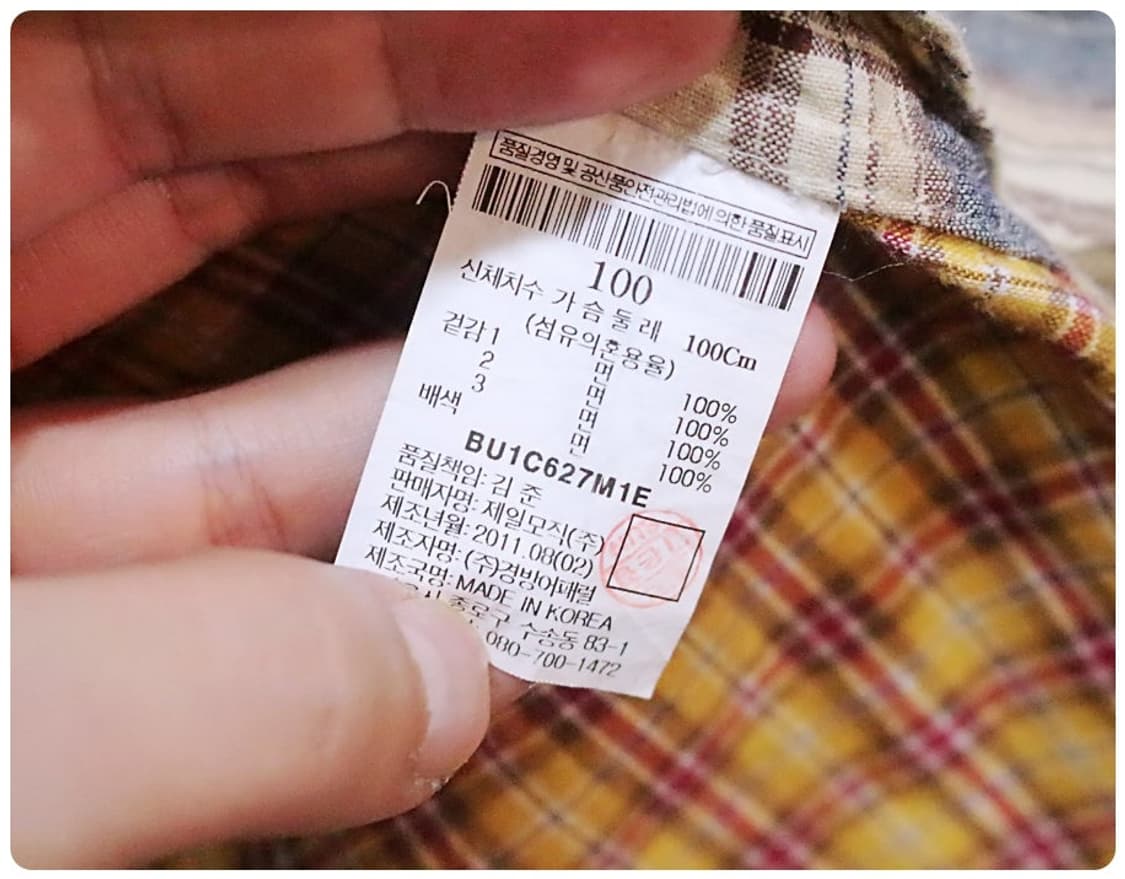 품질경영 및 공산품안전관리법에 의한 품질표시
100
신체치수 가슴둘레 100Cm
(섬유의혼용율)
겉감1 면 100%
2 면 100%
3 면 100%
배색 면 100%
BU1C627M1E
품질책임: 김 준
판매자명: 제일모직(주)
제조년월: 2011.08(02)
제조자명: (주)경방어패럴
제조국명: MADE IN KOREA
종로구 수송동 83-1
080-700-1472